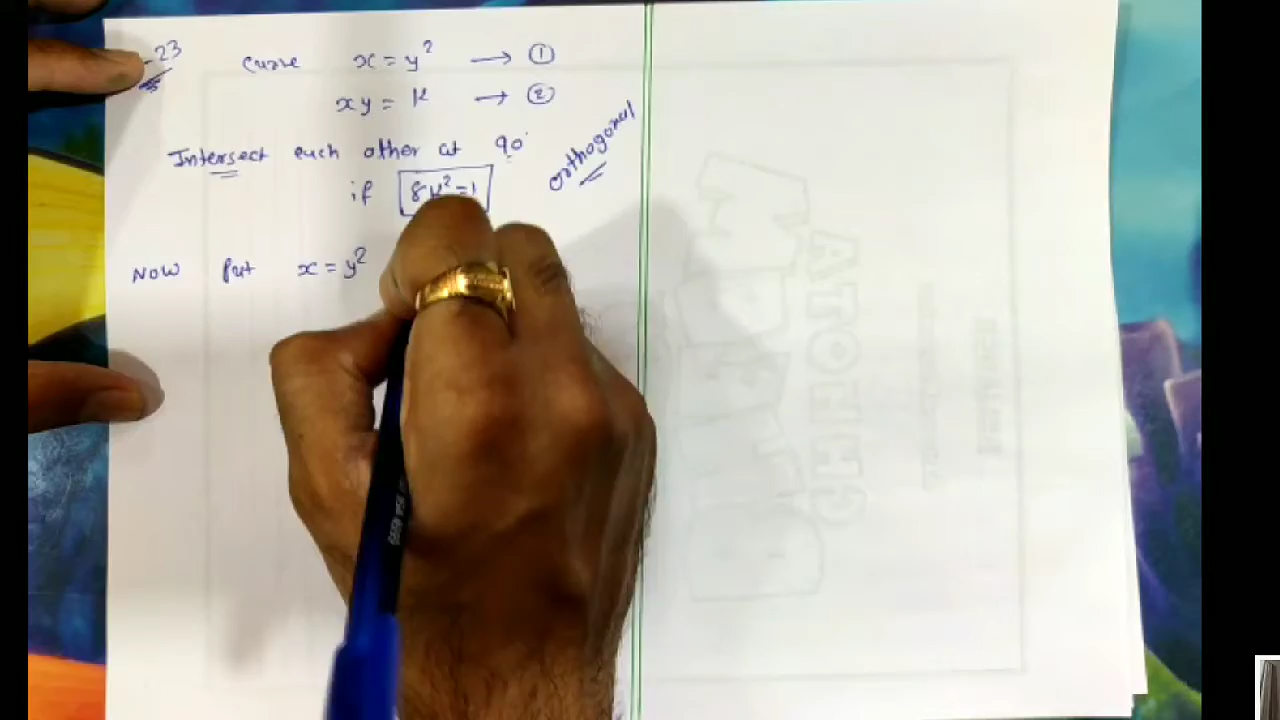 -23 Curve x = y² → ①
xy = K → ②
Intersect each other at 90°
if 8K² = 1
orthogonal
NOW Put x = y²